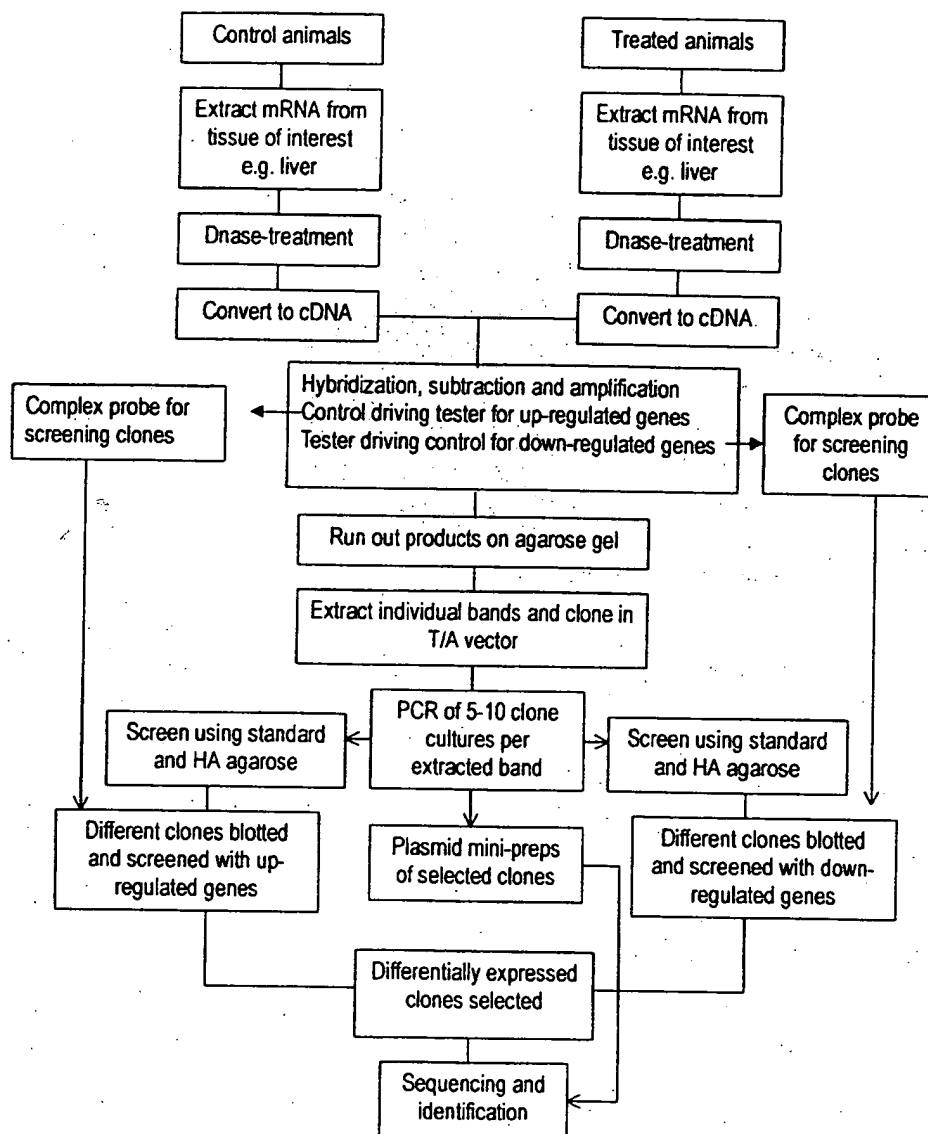 Control animals
Treated animals
Extract mRNA from
tissue of interest
e.g. liver
Extract mRNA from
tissue of interest
e.g. liver
Dnase-treatment
Dnase-treatment
Convert to cDNA
Convert to cDNA
Hybridization, subtraction and amplification
Control driving tester for up-regulated genes
Tester driving control for down-regulated genes
Complex probe for
screening clones
Complex probe
for screening
clones
Run out products on agarose gel
Extract individual bands and clone in
T/A vector
PCR of 5-10 clone
cultures per
extracted band
Screen using standard
and HA agarose
Screen using standard
and HA agarose
Different clones blotted
and screened with up-
regulated genes
Plasmid mini-preps
of selected clones
Different clones blotted
and screened with down-
regulated genes
Differentially expressed
clones selected
Sequencing and
identification